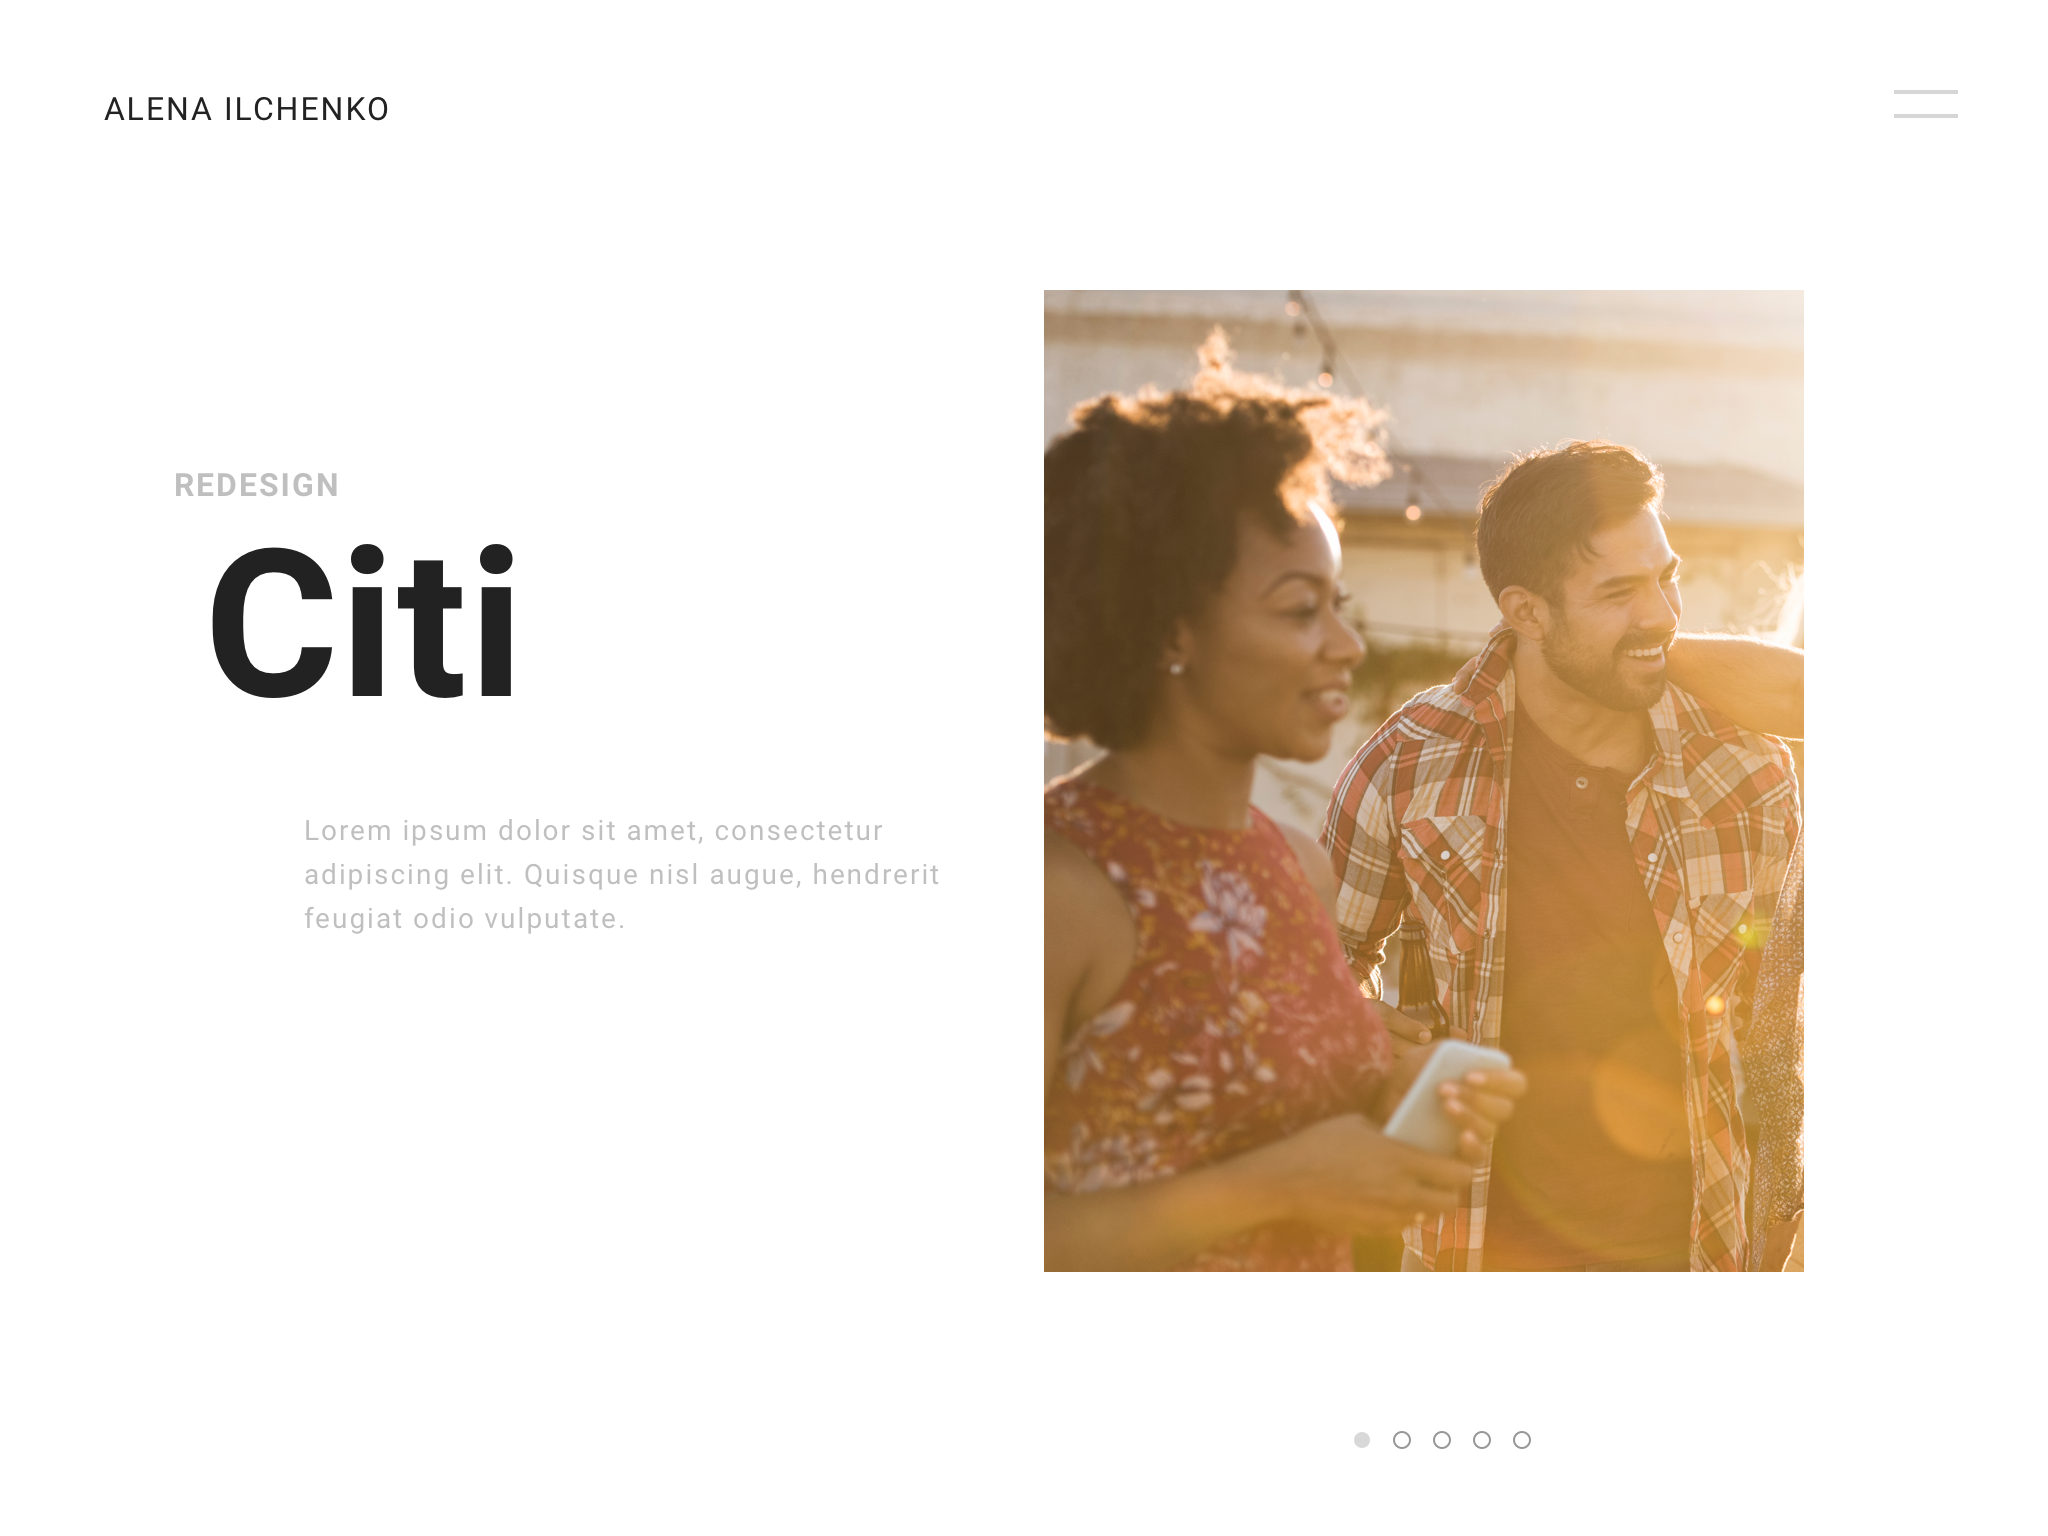 ALENA ILCHENKO
REDESIGN
Citi
Lorem ipsum dolor sit amet, consectetur
adipiscing elit. Quisque nisl augue, hendrerit
feugiat odio vulputate.